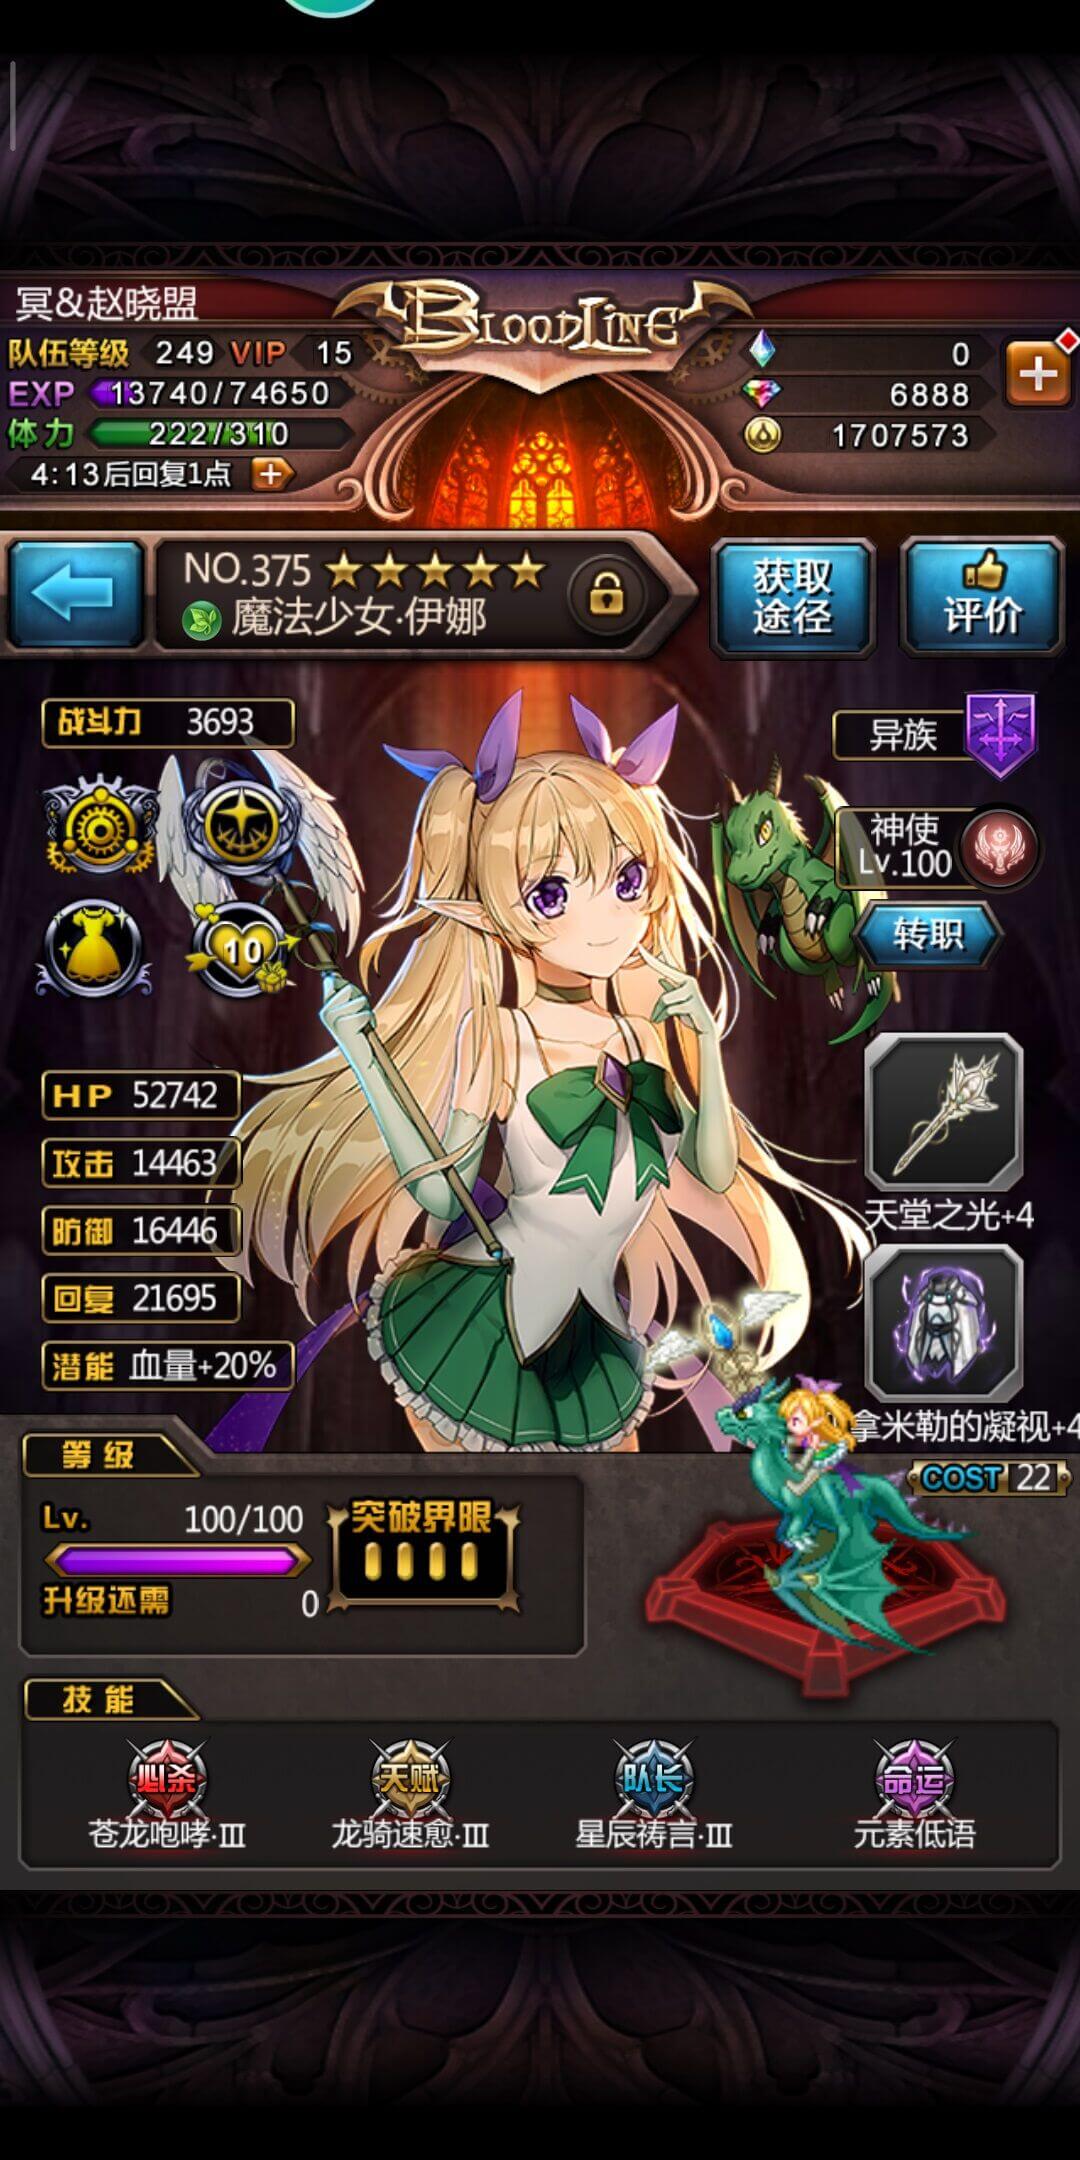 冥&赵晓盟
BLOODLINE
队伍等级 249 VIP 15
0
EXP 13740/74650
6888
体力 222/310
1707573
4:13后回复1点
NO.375
魔法少女·伊娜
获取
途径
评价
战斗力 3693
异族
神使
Lv.100
转职
10
HP 52742
攻击 14463
防御 16446
回复 21695
潜能 血量+20%
天堂之光+4
拿米勒的凝视+4
COST 22
等级
Lv. 100/100
突破界限
升级还需 0
技能
必杀
天赋
队长
命运
苍龙咆哮·III
龙骑速愈·III
星辰祷言·III
元素低语